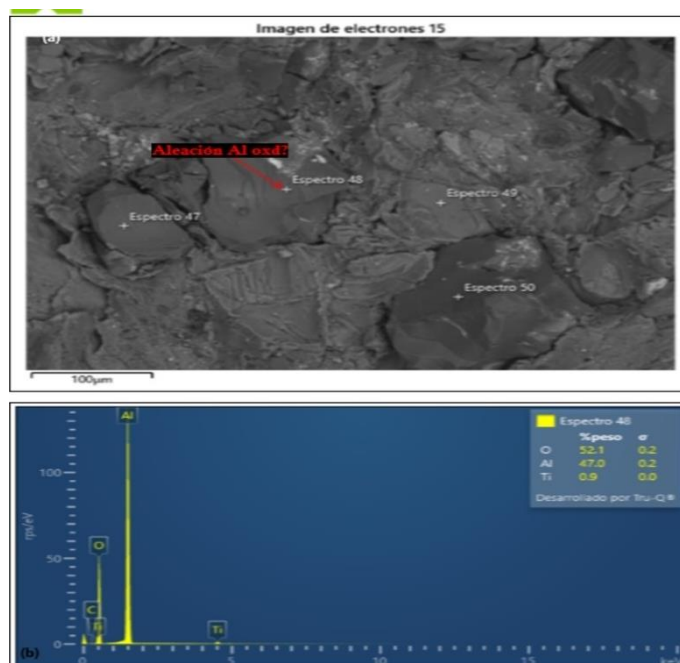 Imagen de electrones 15
(a)
Aleación Al oxd?
Espectro 48
Espectro 49
Espectro 47
Espectro 50
100µm
Al
Espectro 48
%peso σ
O 52.1 0.2
Al 47.0 0.2
Ti 0.9 0.0
Desarrollado por Tru-Q®
100
rps/eV
50
O
C
Ti
Ti
(b)
0
0 5 10 15